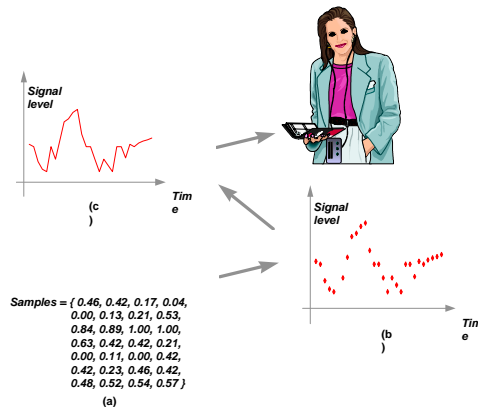 Signal
level
Tim
e
(c
)
Signal
level
Tim
e
(b
)
Samples = { 0.46, 0.42, 0.17, 0.04,
0.00, 0.13, 0.21, 0.53,
0.84, 0.89, 1.00, 1.00,
0.63, 0.42, 0.42, 0.21,
0.00, 0.11, 0.00, 0.42,
0.42, 0.23, 0.46, 0.42,
0.48, 0.52, 0.54, 0.57 }
(a)